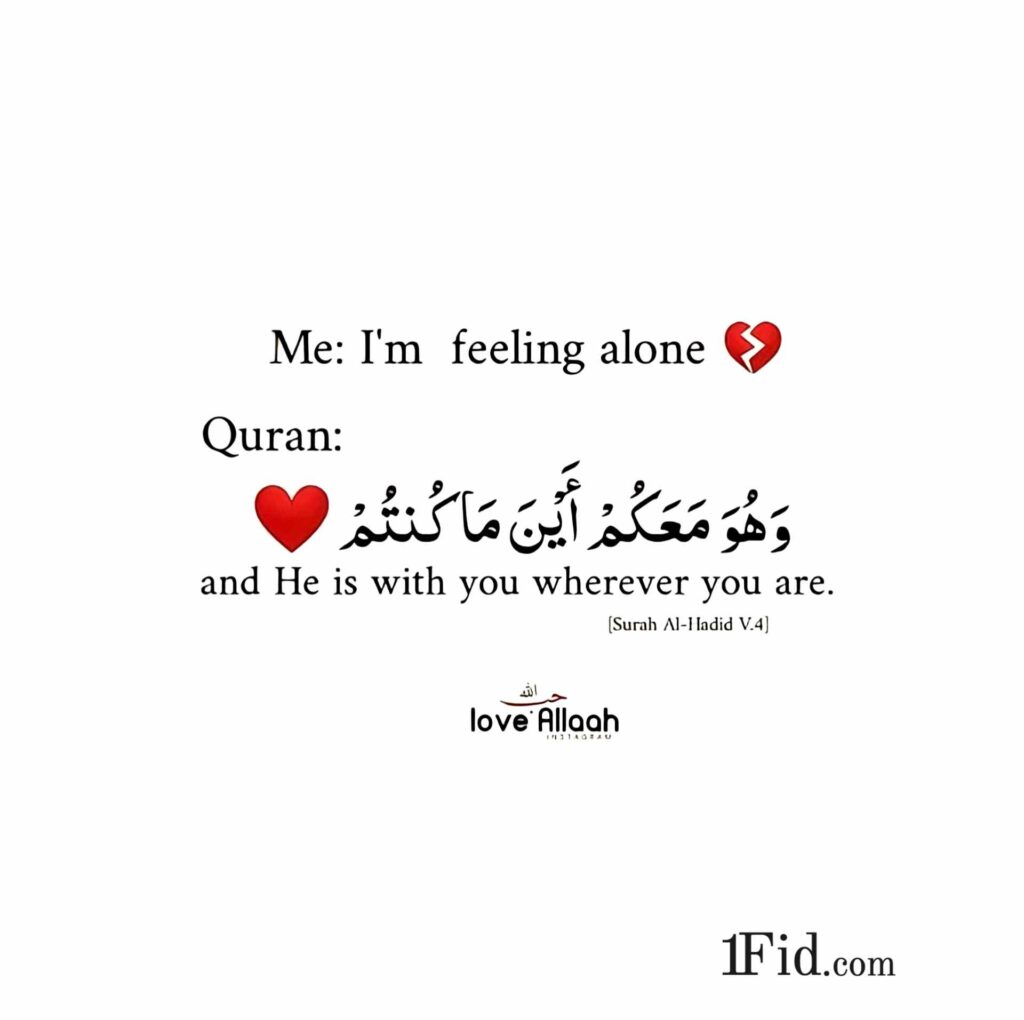 Me: I'm feeling alone 💔
Quran:
وَهُوَ مَعَكُمْ أَيْنَ مَا كُنتُمْ ❤️
and He is with you wherever you are.
[Surah Al-Hadid V.4]
حب الله
love Allaah
INSTAGRAM
1Fid.com